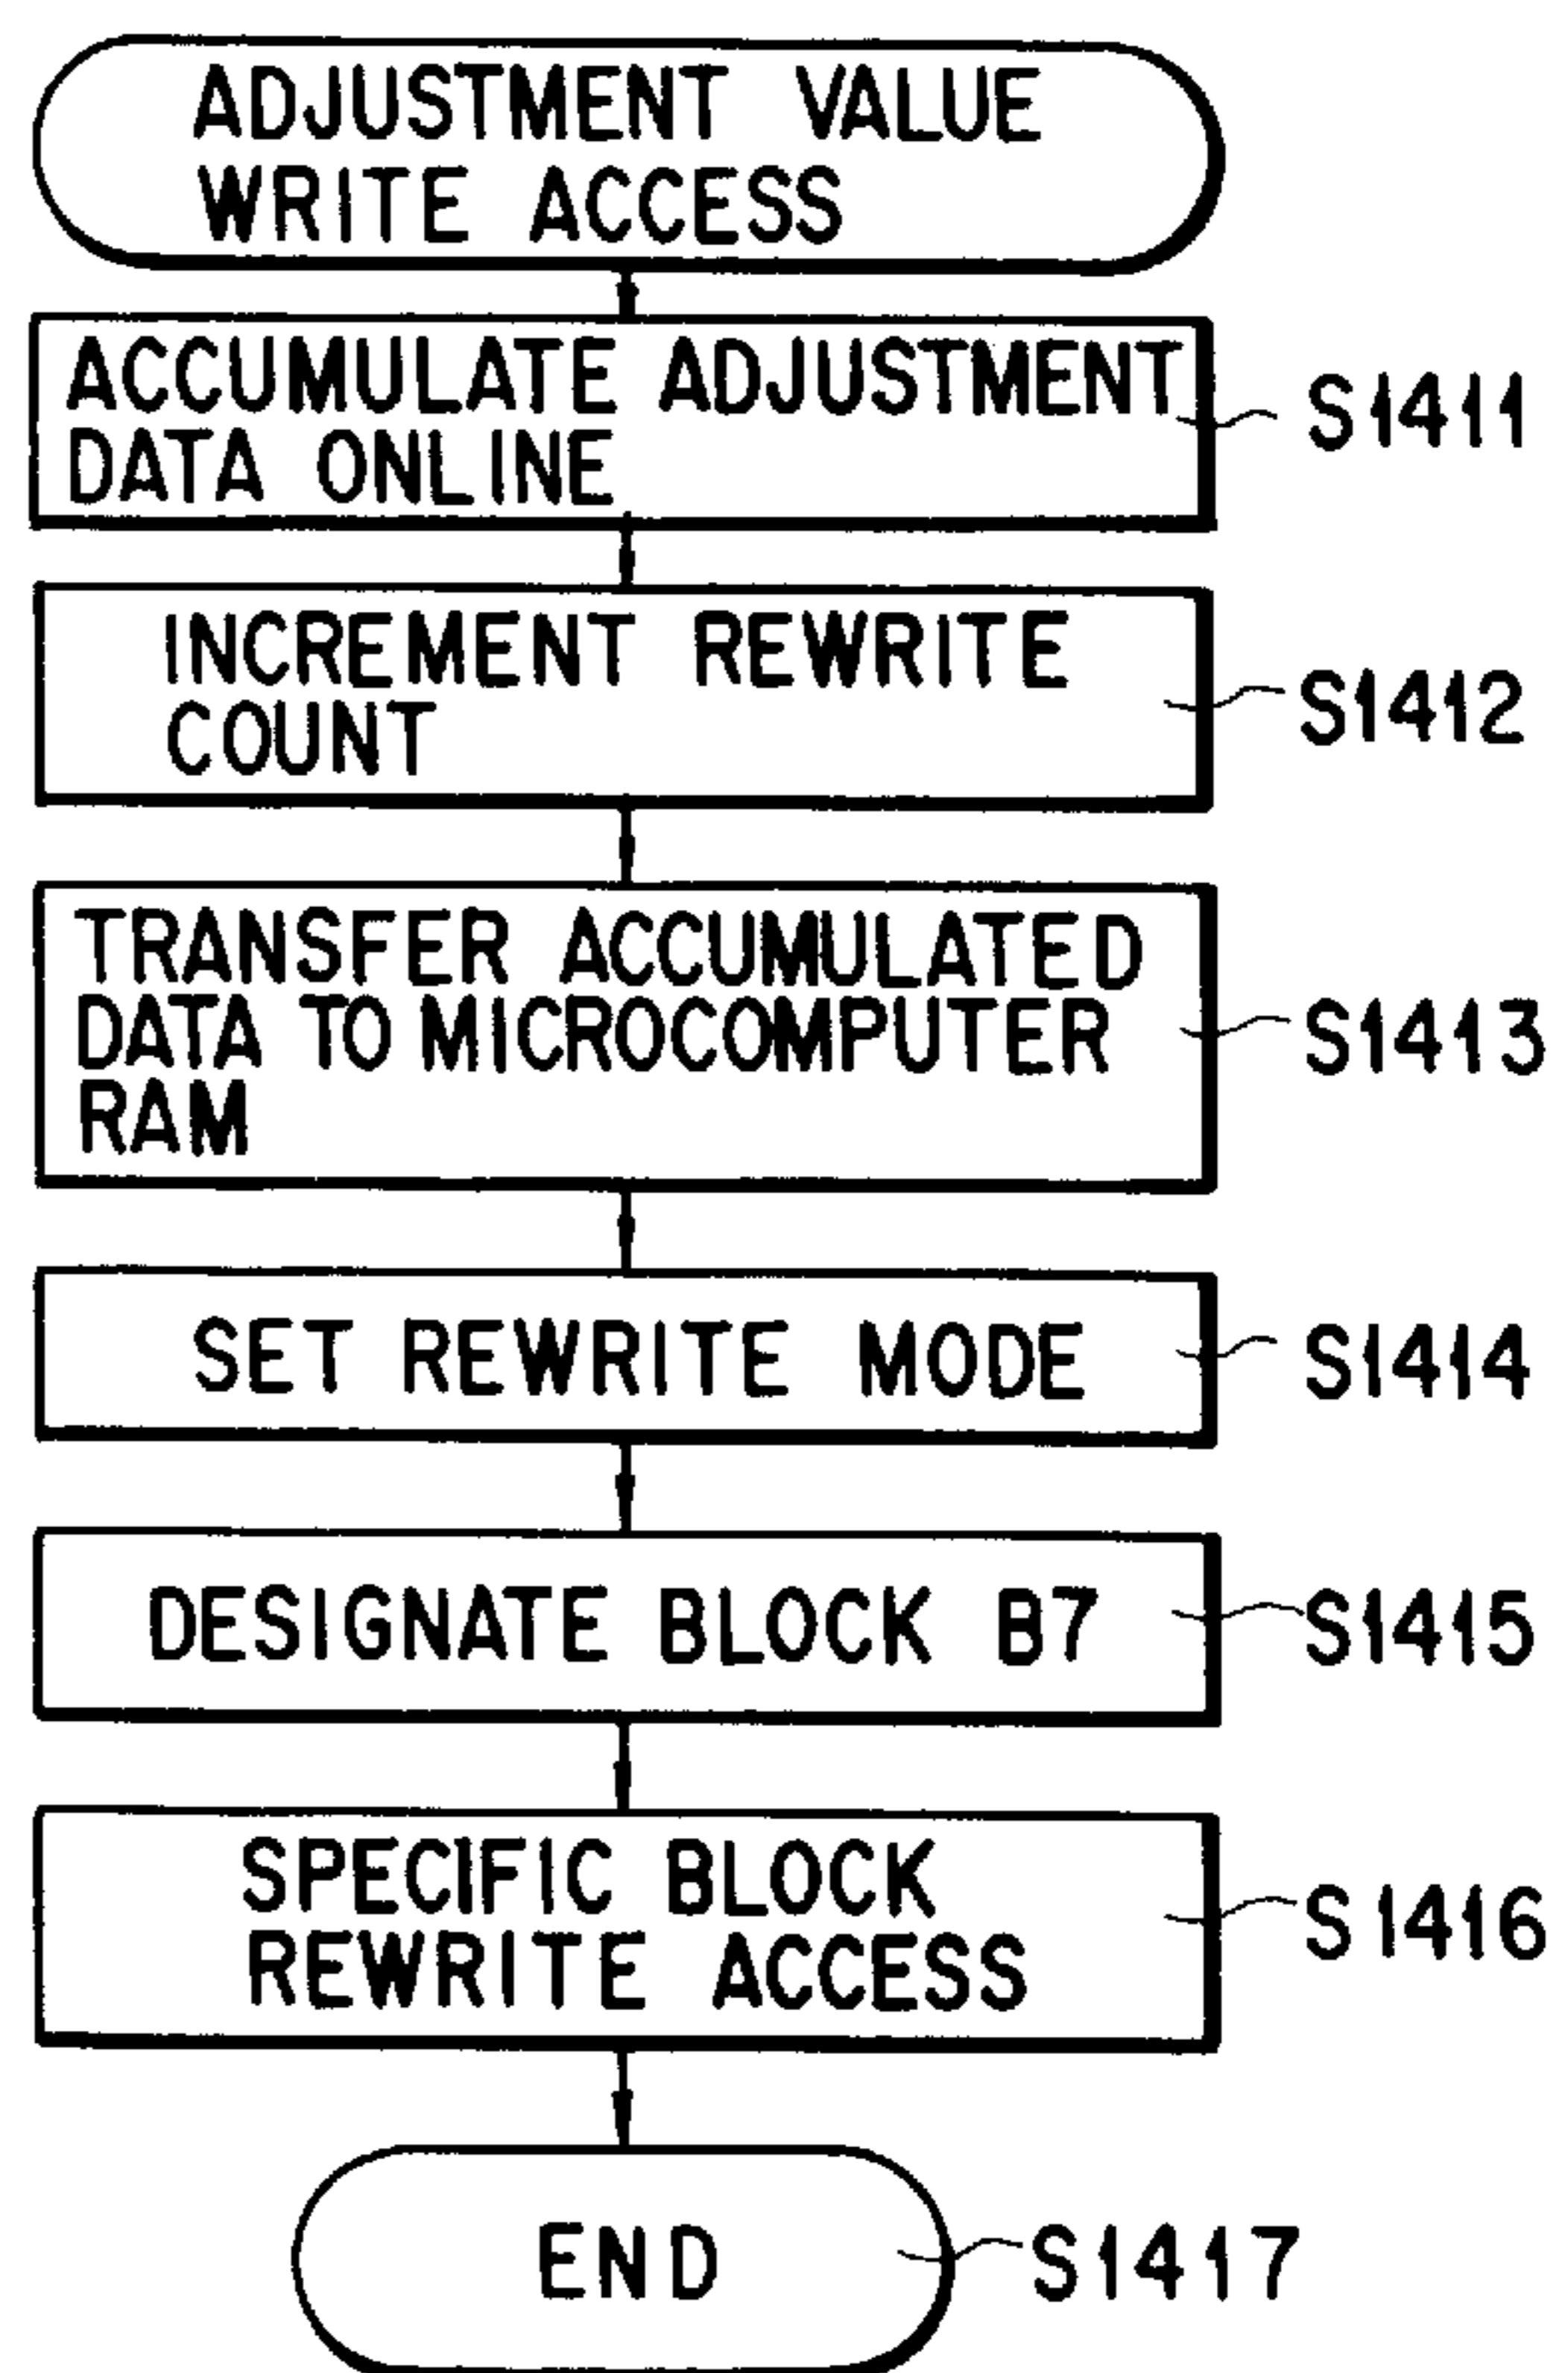 ADJUSTMENT VALUE
WRITE ACCESS
ACCUMULATE ADJUSTMENT
DATA ONLINE
S1411
INCREMENT REWRITE
COUNT
S1412
TRANSFER ACCUMULATED
DATA TO MICROCOMPUTER
RAM
S1413
SET REWRITE MODE
S1414
DESIGNATE BLOCK B7
S1415
SPECIFIC BLOCK
REWRITE ACCESS
S1416
END
S1417